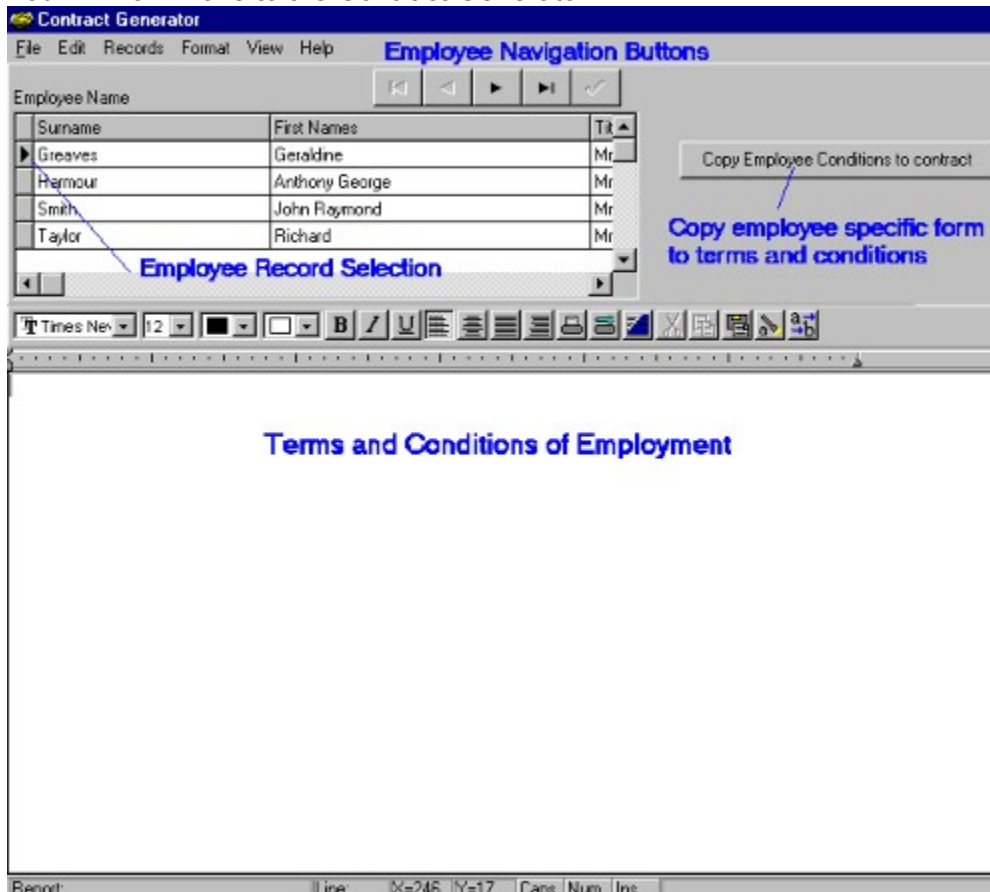 Contract Generator
File Edit Records Format View Help
Employee Navigation Buttons
Employee Name
Surname First Names Tit
Greaves Geraldine Mr
Harmour Anthony George Mr
Smith John Raymond Mr
Taylor Richard Mr
Copy Employee Conditions to contract
Copy employee specific form
to terms and conditions
Employee Record Selection
Times Nev 12 B I U
Terms and Conditions of Employment
Report: Line: X=246 Y=17 Caps Num Ins